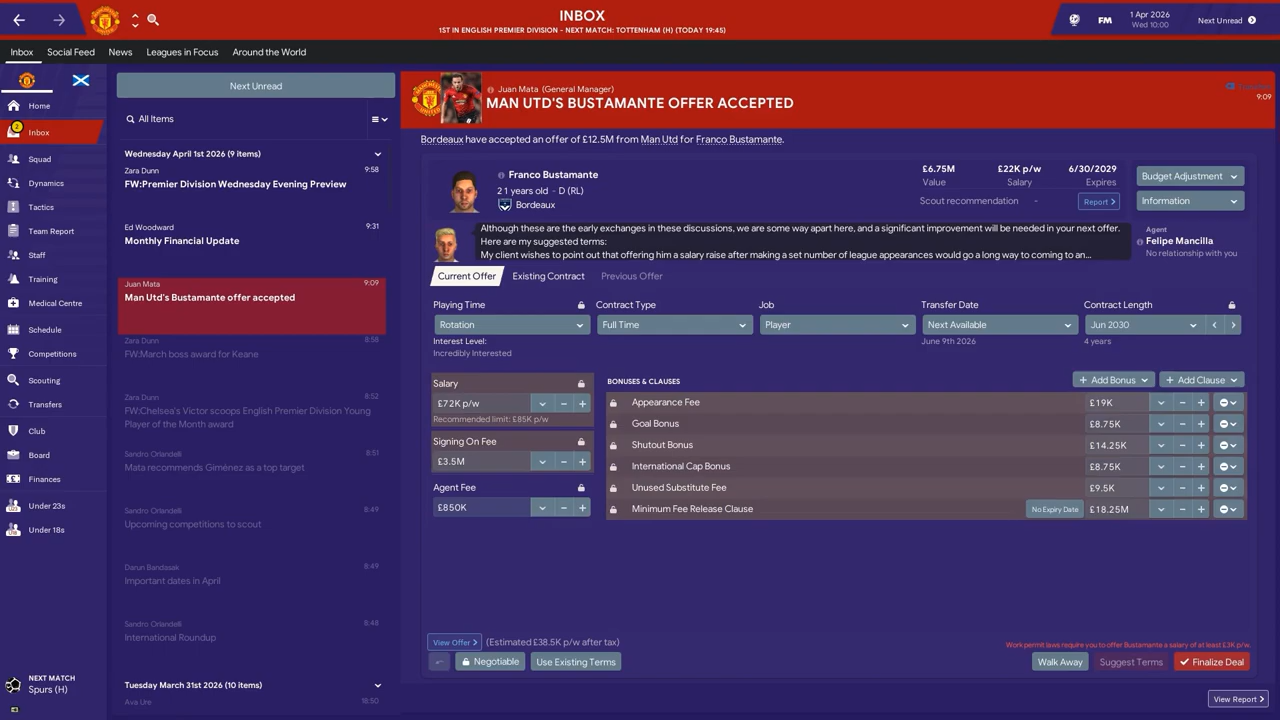 INBOX
1ST IN ENGLISH PREMIER DIVISION - NEXT MATCH: TOTTENHAM (H) (TODAY 19:45)
FM
1 Apr 2026
Wed 10:00
Next Unread
Inbox
Social Feed
News
Leagues in Focus
Around the World
Home
2
Inbox
Squad
Dynamics
Tactics
Team Report
Staff
Training
Medical Centre
Schedule
Competitions
Scouting
Transfers
Club
Board
Finances
Under 23s
Under 18s
NEXT MATCH
Spurs (H)
Next Unread
All Items
Wednesday April 1st 2026 (9 items)
Zara Dunn 9:58
FW:Premier Division Wednesday Evening Preview
Ed Woodward 9:31
Monthly Financial Update
Juan Mata 9:09
Man Utd's Bustamante offer accepted
Zara Dunn 8:58
FW:March boss award for Keane
Zara Dunn 8:52
FW:Chelsea's Victor scoops English Premier Division Young
Player of the Month award
Sandro Orlandelli 8:51
Mata recommends Giménez as a top target
Sandro Orlandelli 8:49
Upcoming competitions to scout
Darun Bandasak 8:49
Important dates in April
Sandro Orlandelli 8:48
International Roundup
Tuesday March 31st 2026 (10 items)
Ava Ure 18:50
Juan Mata (General Manager)
MAN UTD'S BUSTAMANTE OFFER ACCEPTED
9:09
Bordeaux have accepted an offer of £12.5M from Man Utd for Franco Bustamante.
Franco Bustamante
21 years old - D (RL)
Bordeaux
£6.75M £22K p/w 6/30/2029
Value Salary Expires
Scout recommendation - Report
Budget Adjustment
Information
Although these are the early exchanges in these discussions, we are some way apart here, and a significant improvement will be needed in your next offer.
Here are my suggested terms:
My client wishes to point out that offering him a salary raise after making a set number of league appearances would go a long way to coming to an...
Agent
Felipe Mancilla
No relationship with you
Current Offer
Existing Contract
Previous Offer
Playing Time
Contract Type
Job
Transfer Date
Contract Length
Rotation
Full Time
Player
Next Available
Jun 2030
Interest Level:
Incredibly Interested
June 9th 2026
4 years
Salary
£72K p/w
Recommended limit: £85K p/w
Signing On Fee
£3.5M
Agent Fee
£850K
BONUSES & CLAUSES
Add Bonus
Add Clause
Appearance Fee £19K
Goal Bonus £8.75K
Shutout Bonus £14.25K
International Cap Bonus £8.75K
Unused Substitute Fee £9.5K
Minimum Fee Release Clause No Expiry Date £18.25M
View Offer (Estimated £38.5K p/w after tax)
Work permit laws require you to offer Bustamante a salary of at least £3K p/w.
Negotiable
Use Existing Terms
Walk Away
Suggest Terms
Finalize Deal
View Report